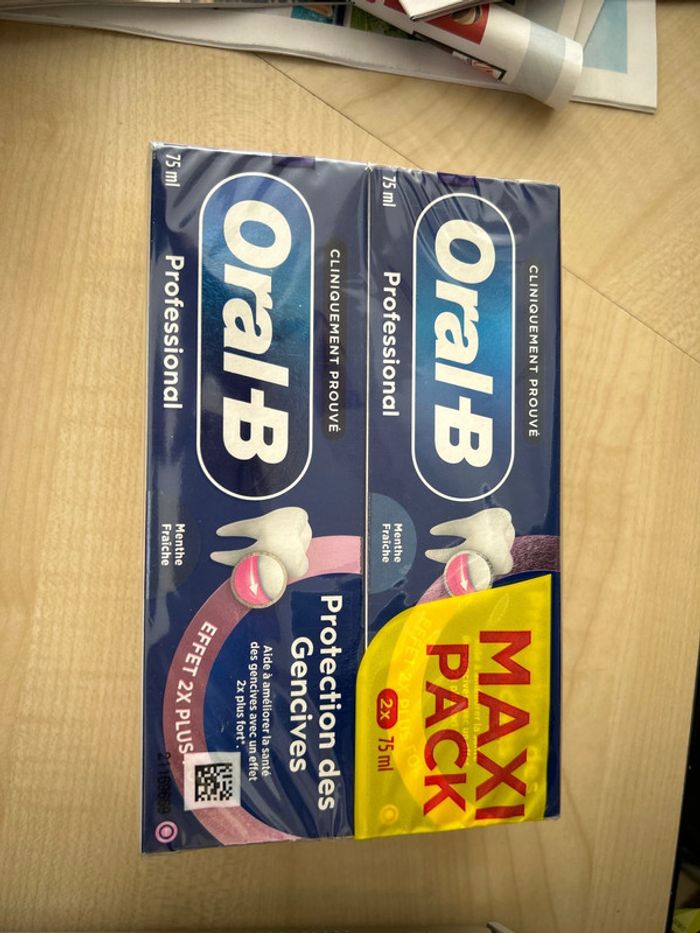 CLINIQUEMENT PROUVÉ
Oral-B
75 ml
Professional
Menthe
Fraîche
MAXI
PACK
2x 75 ml
CLINIQUEMENT PROUVÉ
Oral-B
75 ml
Professional
Menthe
Fraîche
Protection des
Gencives
Aide à améliorer la santé
des gencives avec un effet
2x plus fort*.
EFFET 2X PLUS